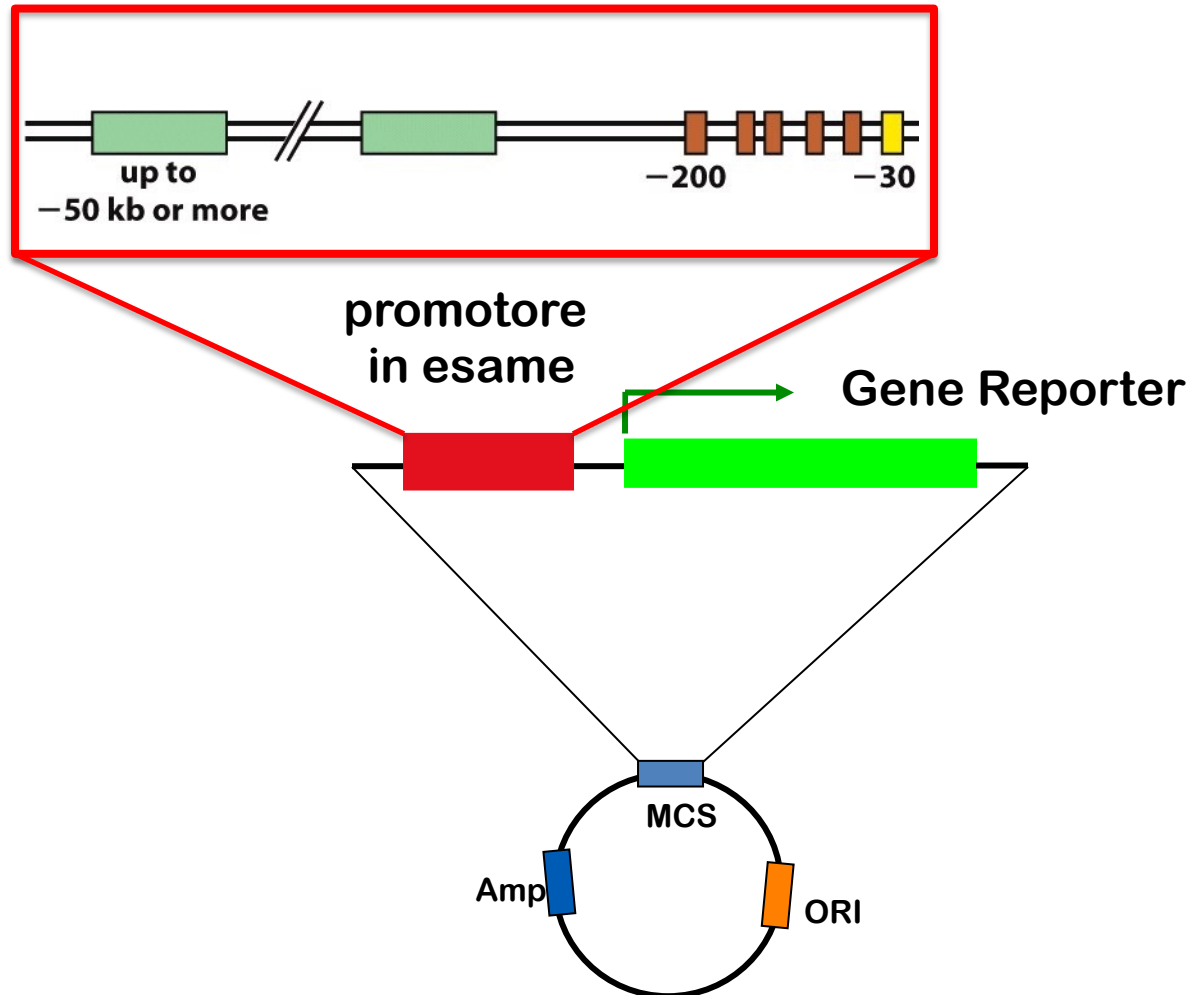 up to
−50 kb or more
−200
−30
promotore
in esame
Gene Reporter
MCS
Amp
ORI